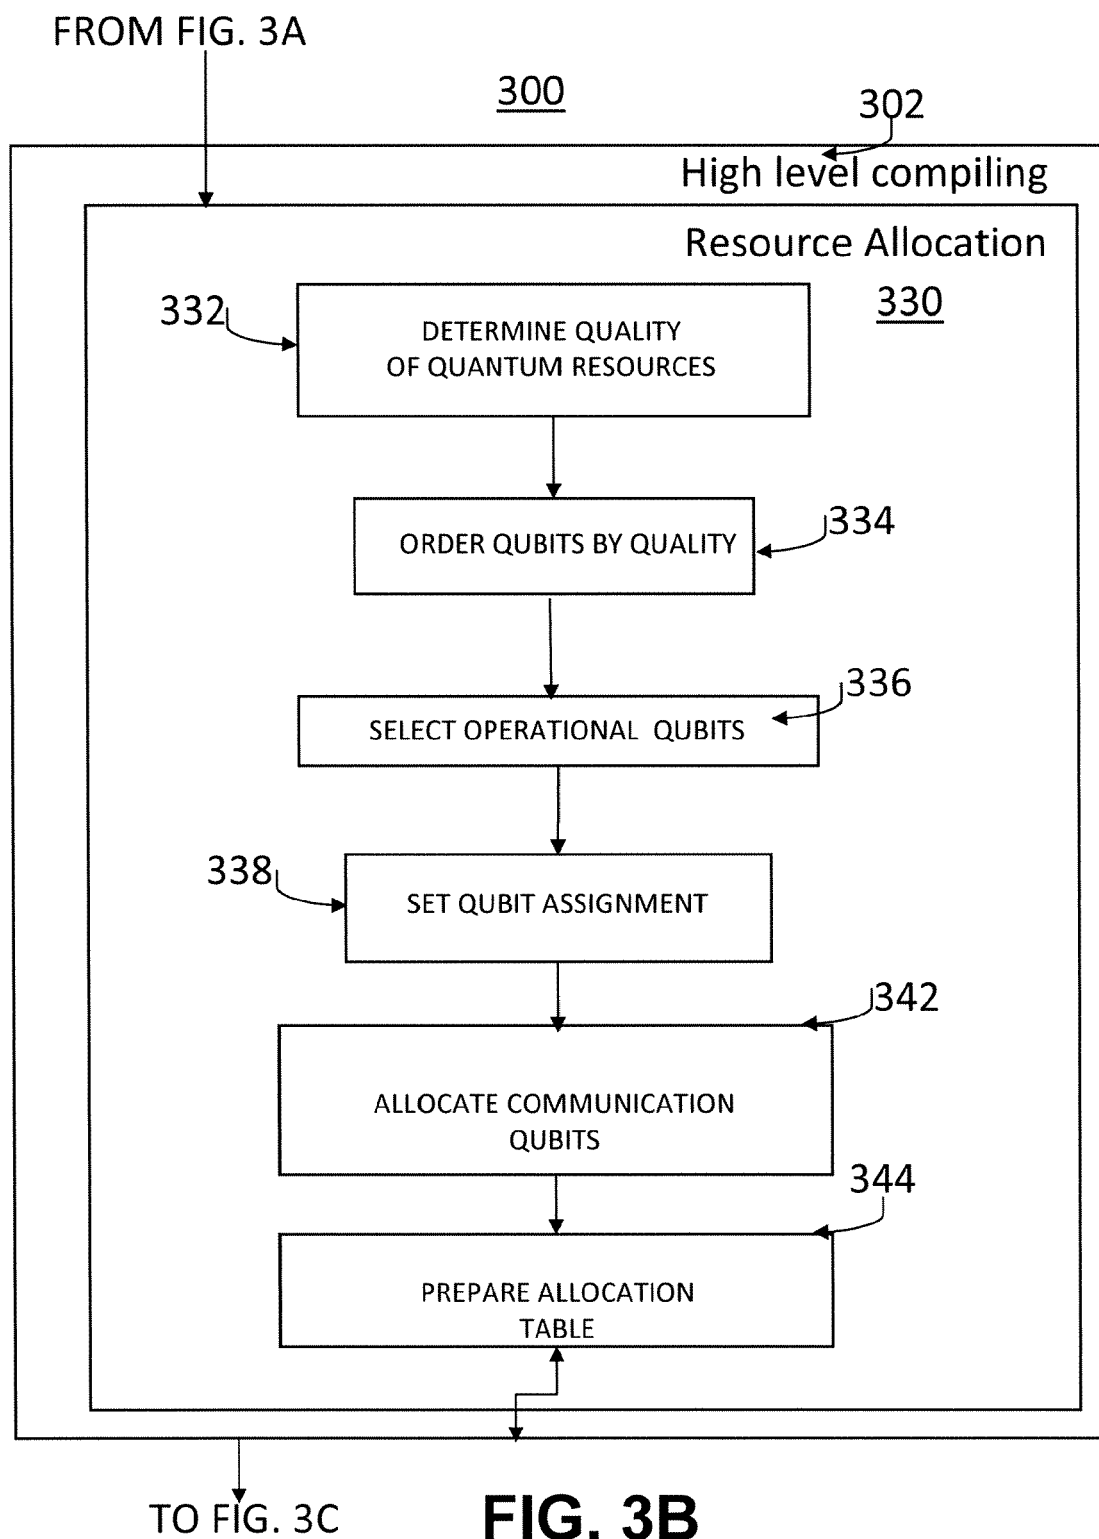 FROM FIG. 3A
300
302
High level compiling
Resource Allocation
330
332
DETERMINE QUALITY
OF QUANTUM RESOURCES
334
ORDER QUBITS BY QUALITY
336
SELECT OPERATIONAL QUBITS
338
SET QUBIT ASSIGNMENT
342
ALLOCATE COMMUNICATION
QUBITS
344
PREPARE ALLOCATION
TABLE
TO FIG. 3C
FIG. 3B